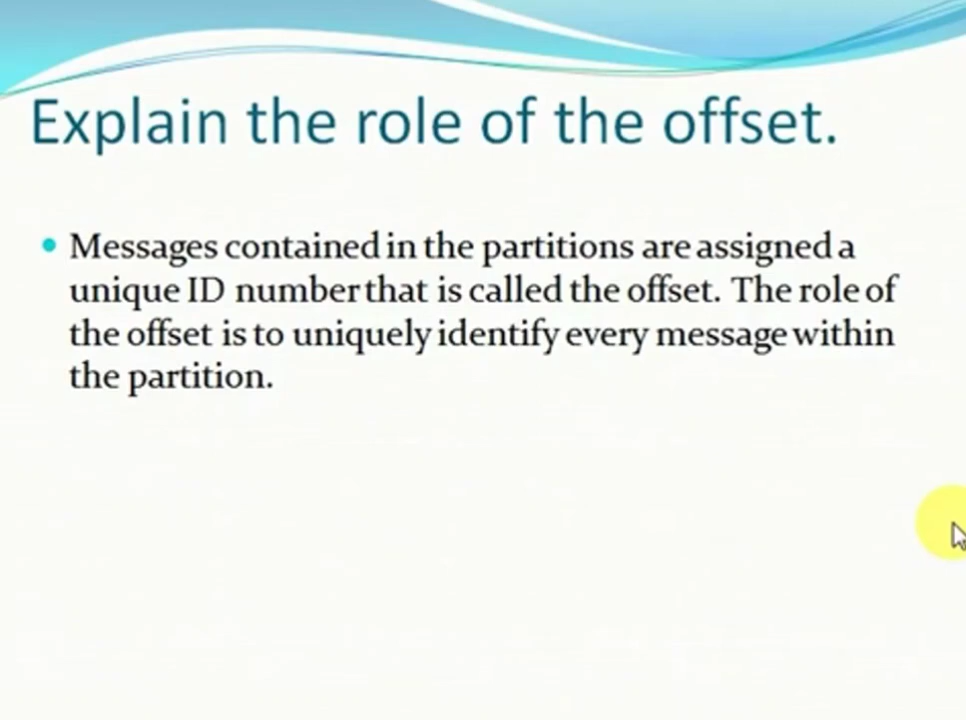 Explain the role of the offset.
• Messages contained in the partitions are assigned a
unique ID number that is called the offset. The role of
the offset is to uniquely identify every message within
the partition.